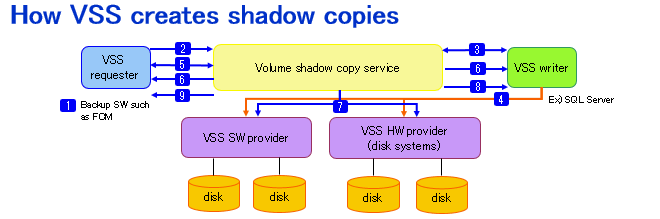 How VSS creates shadow copies
VSS
requester
2
5
6
9
Volume shadow copy service
3
6
8
4
VSS writer
Ex) SQL Server
1
Backup SW such
as FCM
7
VSS SW provider
VSS HW provider
(disk systems)
disk
disk
disk
disk